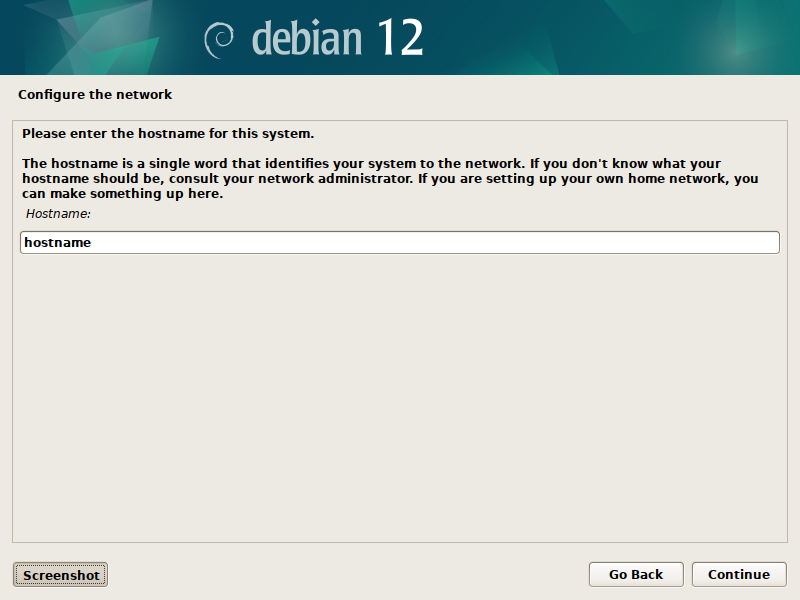 debian 12
Configure the network
Please enter the hostname for this system.
The hostname is a single word that identifies your system to the network. If you don't know what your
hostname should be, consult your network administrator. If you are setting up your own home network, you
can make something up here.
Hostname:
hostname
Screenshot
Go Back
Continue